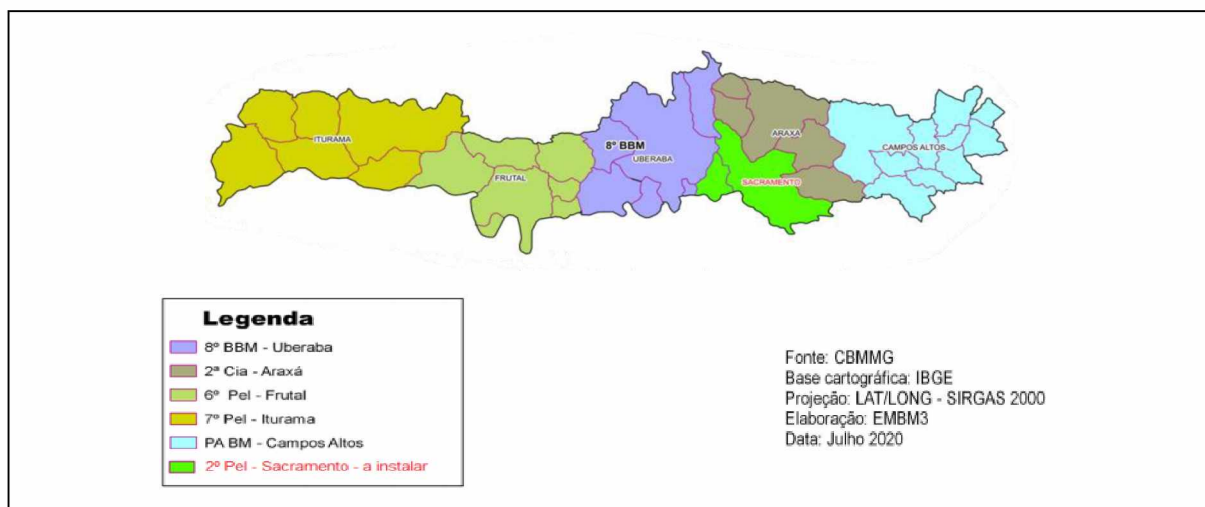 ITURAMA
FRUTAL
8º BBM
UBERABA
ARAXÁ
SACRAMENTO
CAMPOS ALTOS
Legenda
8º BBM - Uberaba
2ª Cia - Araxá
6º Pel - Frutal
7º Pel - Iturama
PA BM - Campos Altos
2º Pel - Sacramento - a instalar
Fonte: CBMMG
Base cartográfica: IBGE
Projeção: LAT/LONG - SIRGAS 2000
Elaboração: EMBM3
Data: Julho 2020